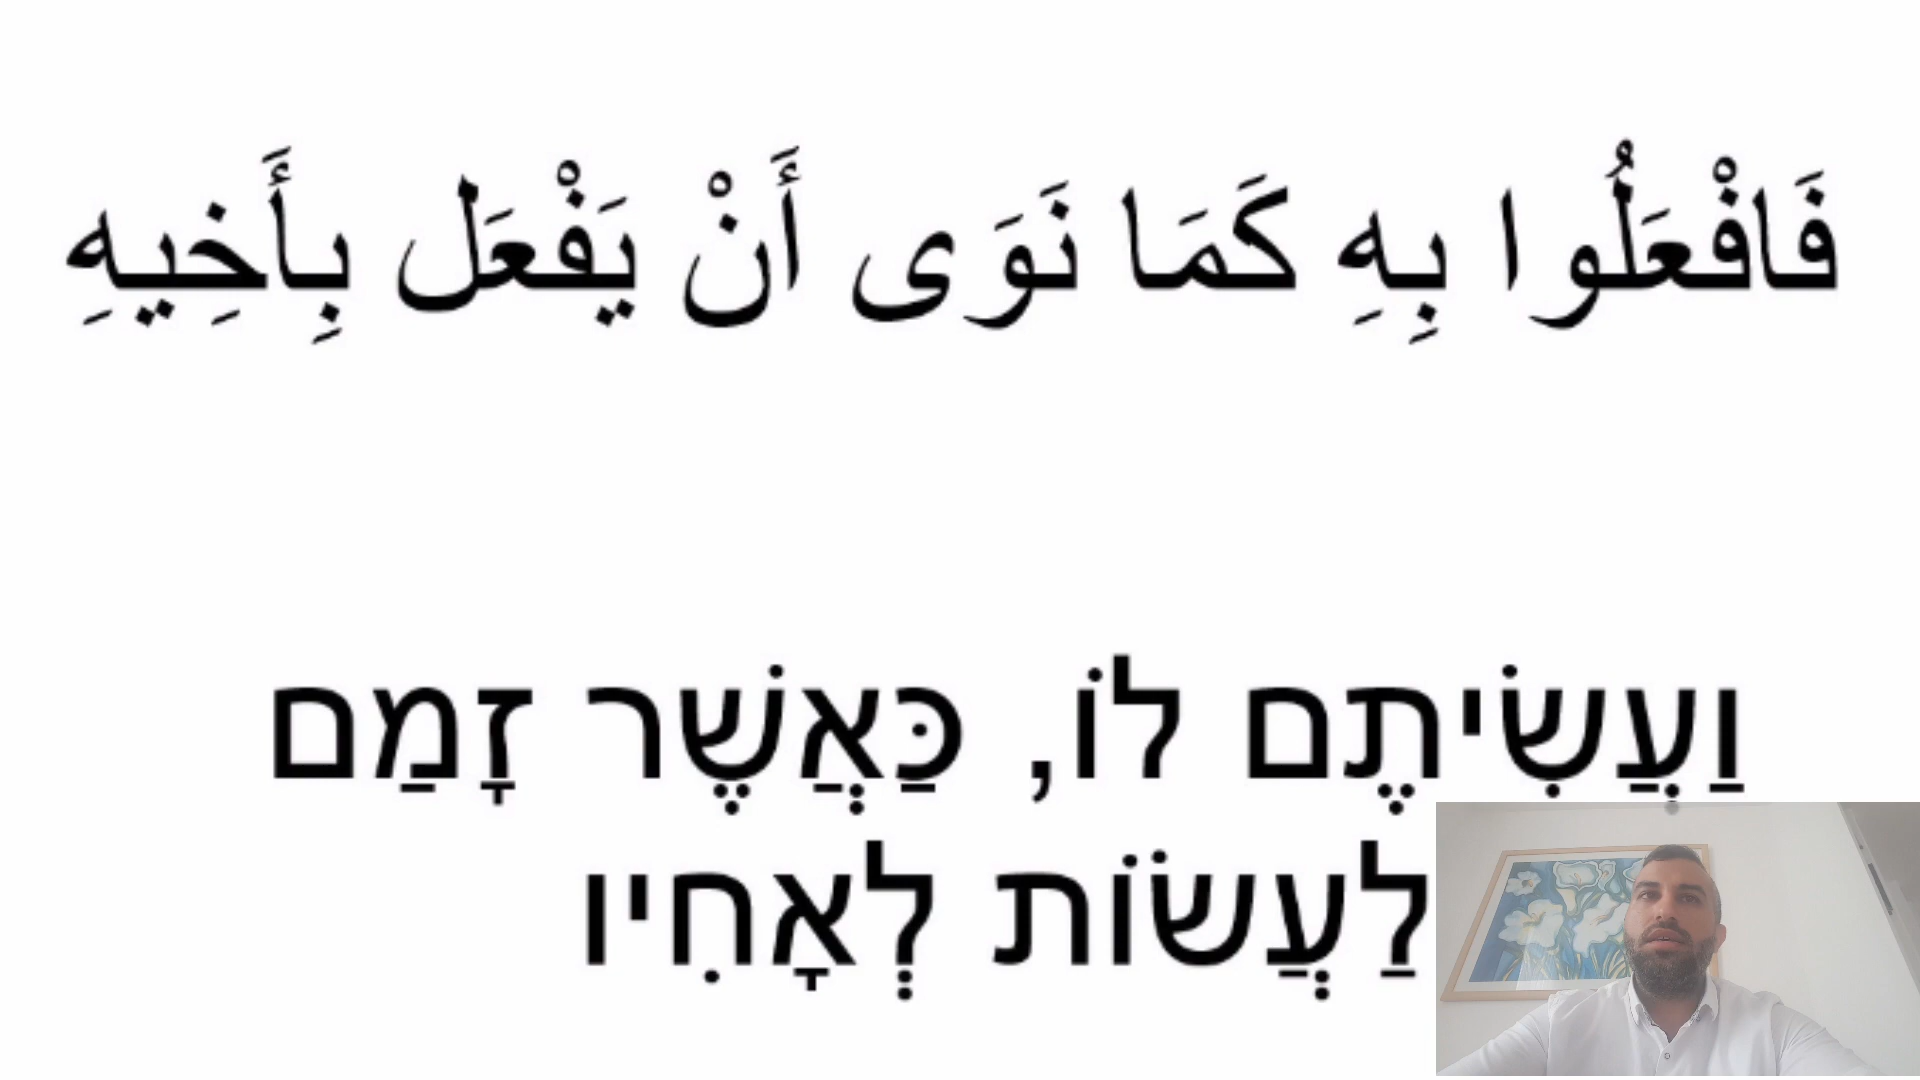 فَافْعَلُوا بِهِ كَمَا نَوَى أَنْ يَفْعَل بِأَخِيهِ
וַעֲשִׂיתֶם לוֹ, כַּאֲשֶׁר זָמַם
לַעֲשׂוֹת לְאָחִיו